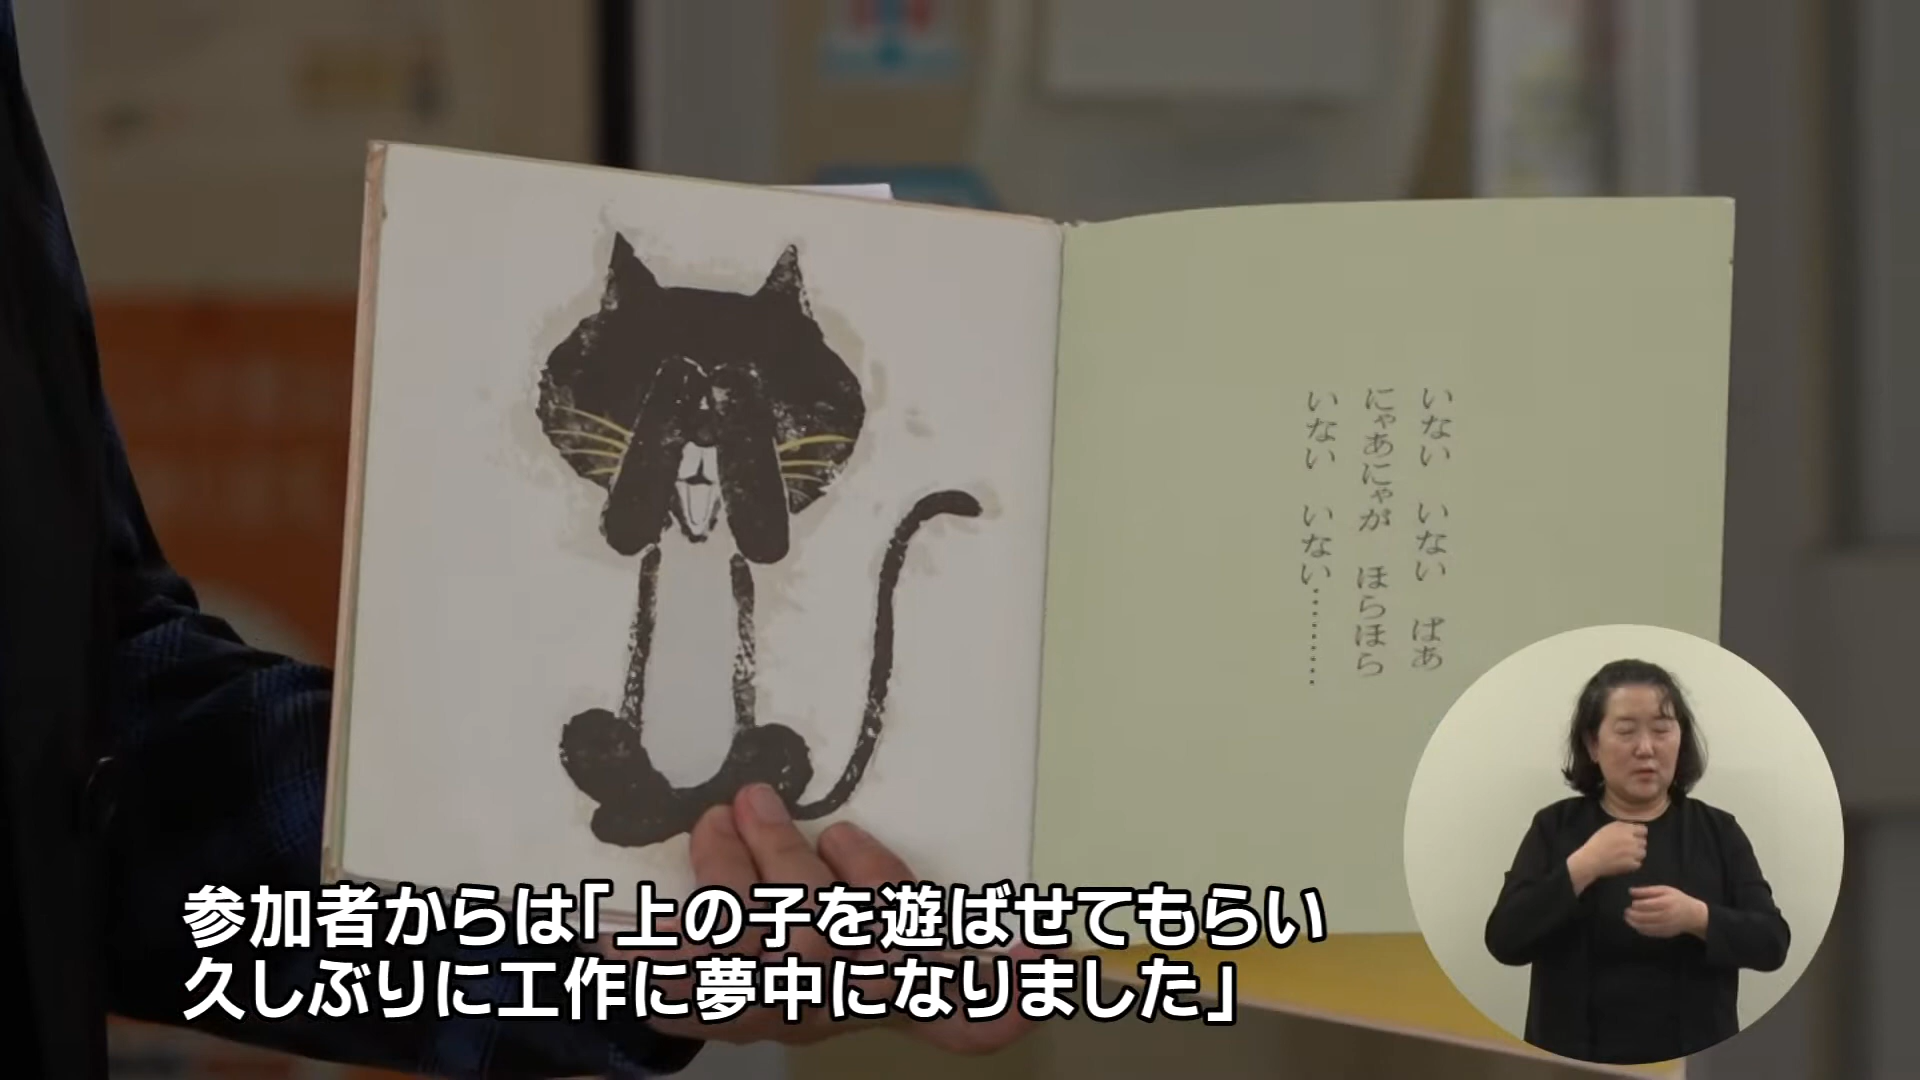 いない いない ばあ
にゃあにゃが ほらほら
いない いない………
参加者からは「上の子を遊ばせてもらい
久しぶりに工作に夢中になりました」